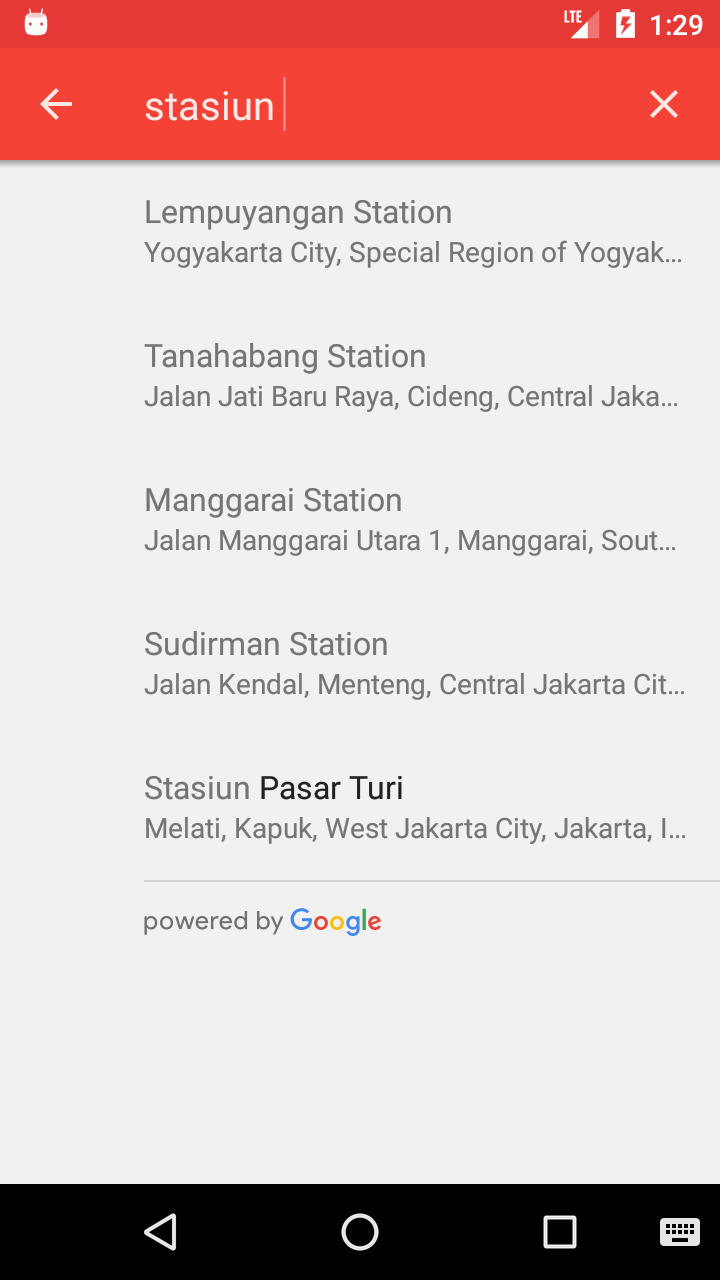 LTE 1:29
stasiun
Lempuyangan Station
Yogyakarta City, Special Region of Yogyak...
Tanahabang Station
Jalan Jati Baru Raya, Cideng, Central Jaka...
Manggarai Station
Jalan Manggarai Utara 1, Manggarai, Sout...
Sudirman Station
Jalan Kendal, Menteng, Central Jakarta Cit...
Stasiun Pasar Turi
Melati, Kapuk, West Jakarta City, Jakarta, I...
powered by Google